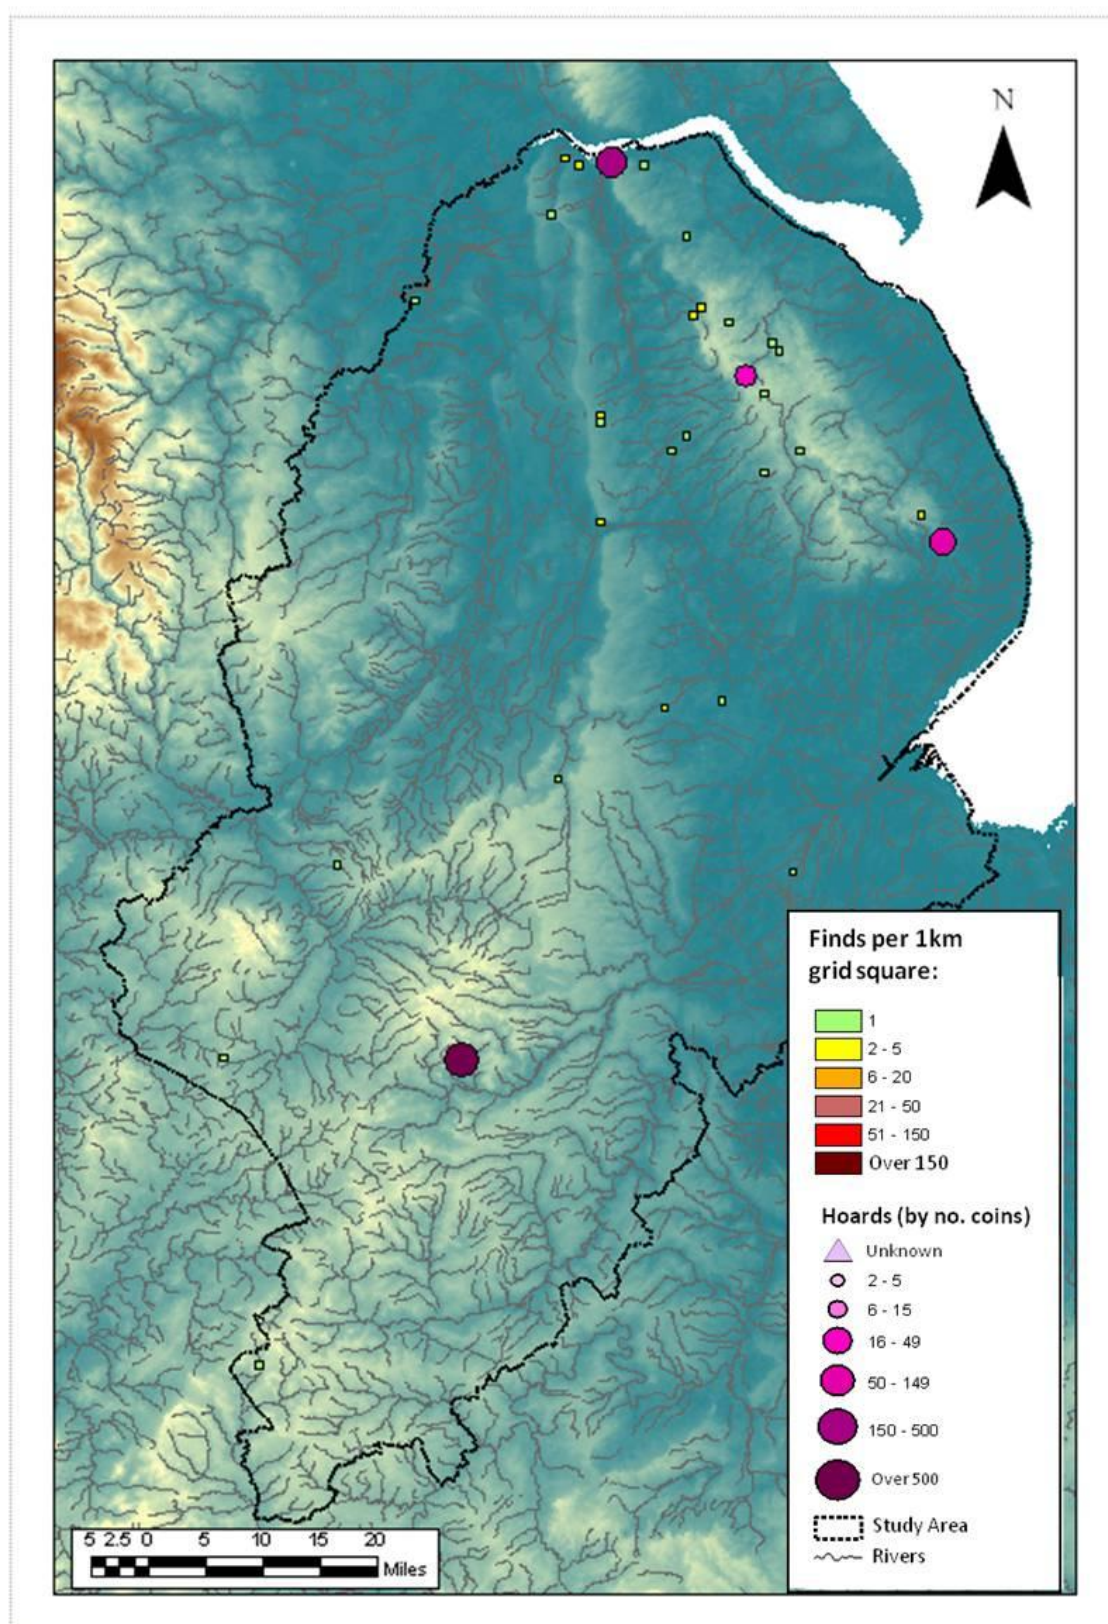 N
Finds per 1km
grid square:
1
2 - 5
6 - 20
21 - 50
51 - 150
Over 150
Hoards (by no. coins)
Unknown
2 - 5
6 - 15
16 - 49
50 - 149
150 - 500
Over 500
Study Area
Rivers
5 2.5 0 5 10 15 20
Miles